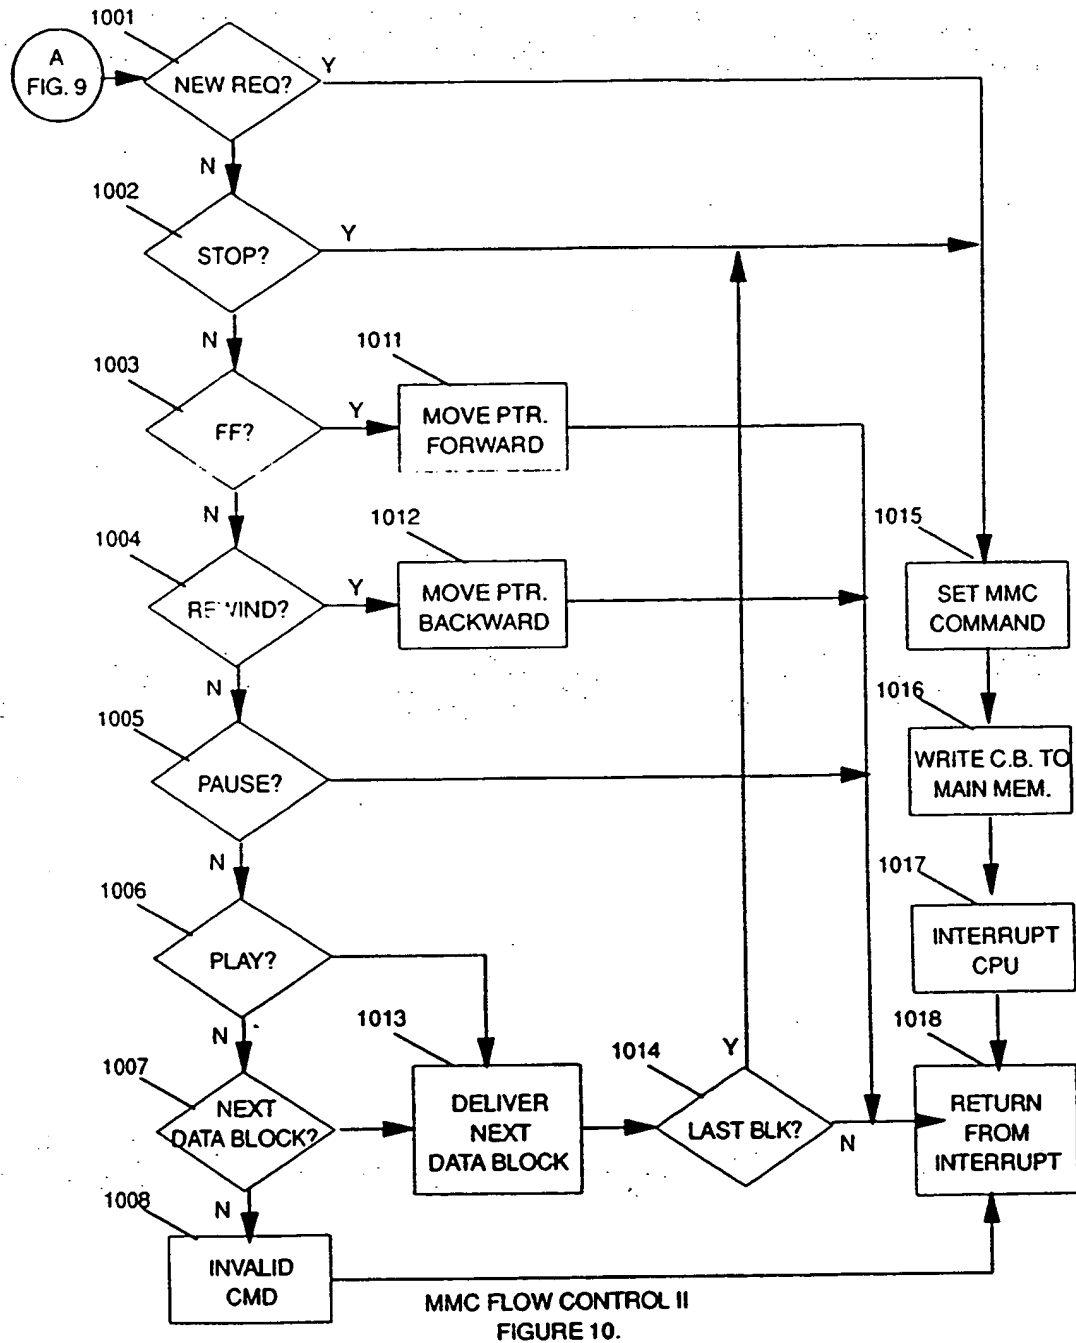 1001
A
FIG. 9
NEW REQ?
Y
N
1002
STOP?
Y
N
1003
FF?
Y
1011
MOVE PTR.
FORWARD
N
1004
REWIND?
Y
1012
MOVE PTR.
BACKWARD
1015
SET MMC
COMMAND
N
1005
PAUSE?
1016
WRITE C.B. TO
MAIN MEM.
N
1006
PLAY?
1017
INTERRUPT
CPU
N
1007
NEXT
DATA BLOCK?
1013
DELIVER
NEXT
DATA BLOCK
1014
Y
LAST BLK?
N
1018
RETURN
FROM
INTERRUPT
N
1008
INVALID
CMD
MMC FLOW CONTROL II
FIGURE 10.